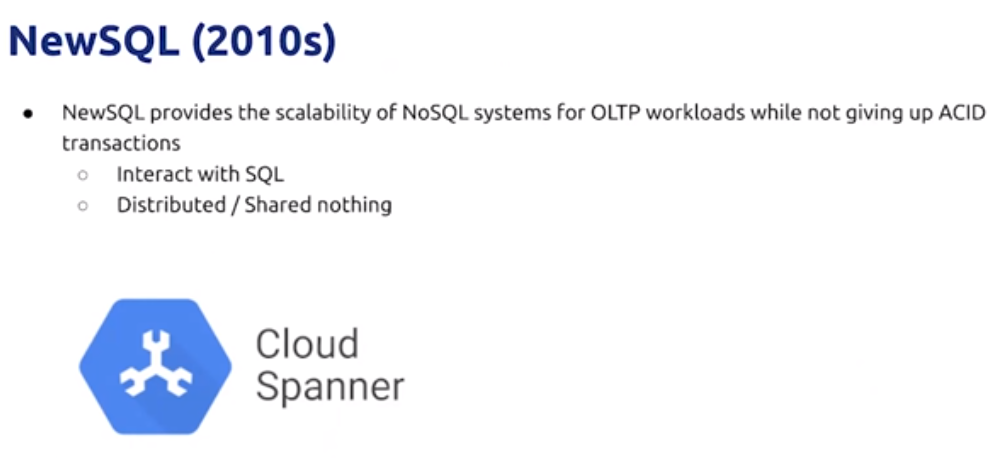 NewSQL (2010s)
● NewSQL provides the scalability of NoSQL systems for OLTP workloads while not giving up ACID
transactions
○ Interact with SQL
○ Distributed / Shared nothing
Cloud
Spanner